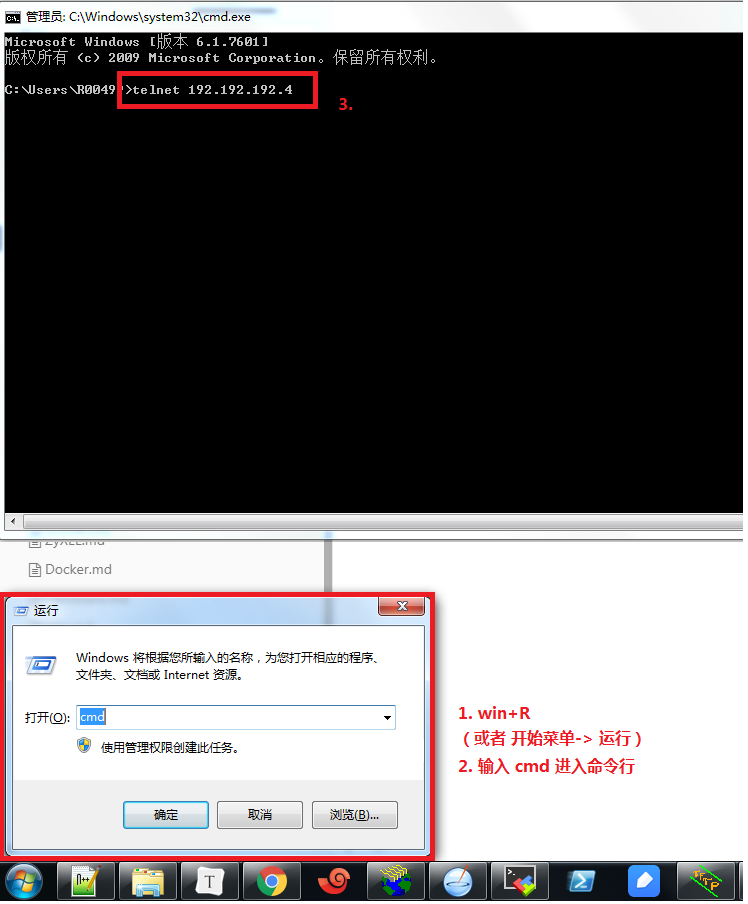 管理员: C:\Windows\system32\cmd.exe
Microsoft Windows [版本 6.1.7601]
版权所有 (c) 2009 Microsoft Corporation。保留所有权利。
C:\Users\R0049 >telnet 192.192.192.4
3.
ZyXEL.md
Docker.md
运行
Windows 将根据您所输入的名称，为您打开相应的程序、
文件夹、文档或 Internet 资源。
打开(O): cmd
使用管理权限创建此任务。
确定 取消 浏览(B)...
1. win+R
（或者 开始菜单-> 运行）
2. 输入 cmd 进入命令行